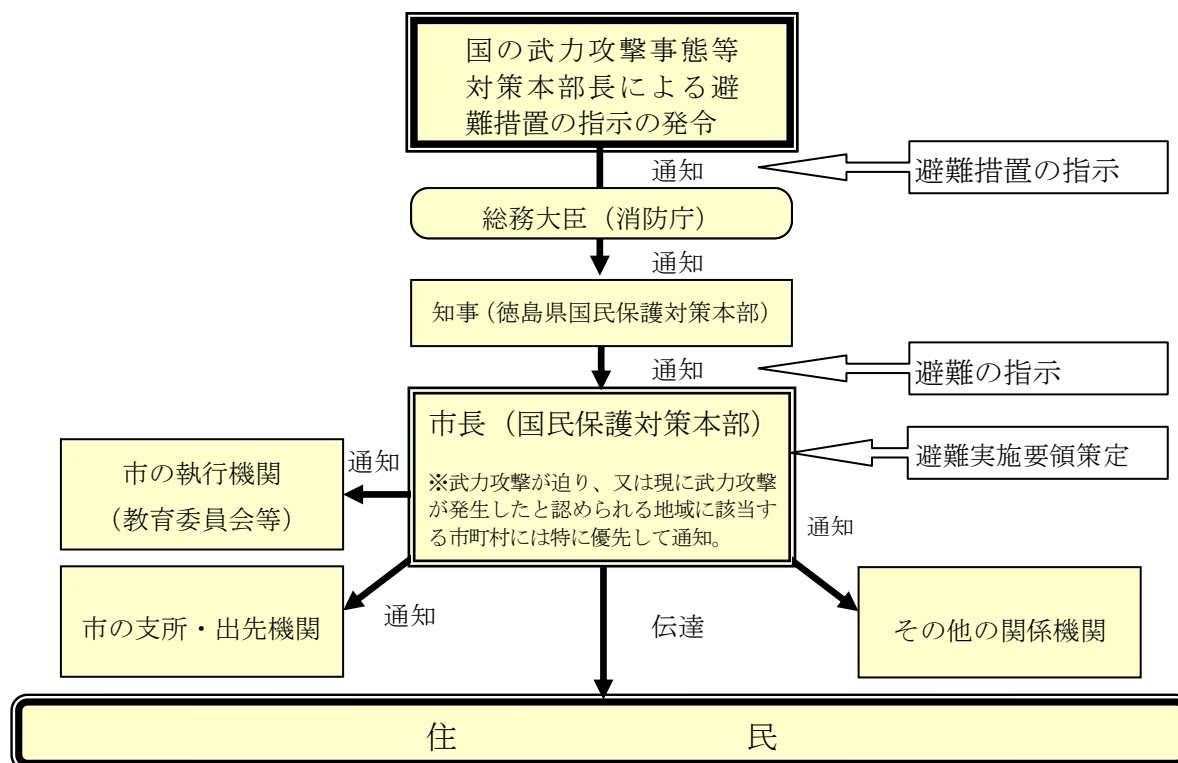 国の武力攻撃事態等
対策本部長による避
難措置の指示の発令
通知
避難措置の指示
総務大臣（消防庁）
通知
知事（徳島県国民保護対策本部）
通知
避難の指示
市長（国民保護対策本部）
※武力攻撃が迫り、又は現に武力攻撃
が発生したと認められる地域に該当す
る市町村には特に優先して通知。
避難実施要領策定
市の執行機関
（教育委員会等）
通知
通知
市の支所・出先機関
通知
伝達
その他の関係機関
住民